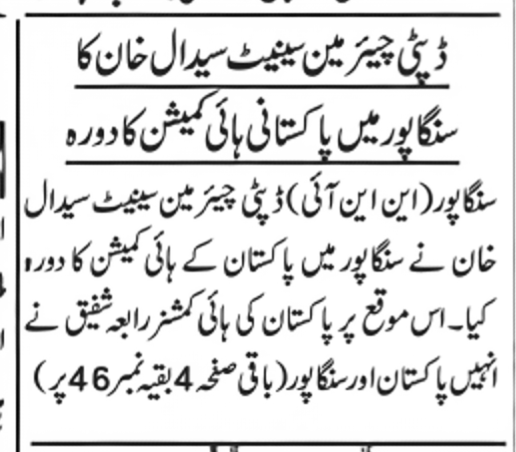 ڈپٹی چیئرمین سینیٹ سیدال خان کا
سنگاپور میں پاکستانی ہائی کمیشن کا دورہ
سنگاپور(این این آئی)ڈپٹی چیئرمین سینیٹ سیدال
خان نے سنگاپور میں پاکستان کے ہائی کمیشن کا دورہ
کیا۔ اس موقع پر پاکستان کی ہائی کمشنر رابعہ شفیق نے
انہیں پاکستان اور سنگاپور(باقی صفحہ 4 بقیہ نمبر 46 پر)